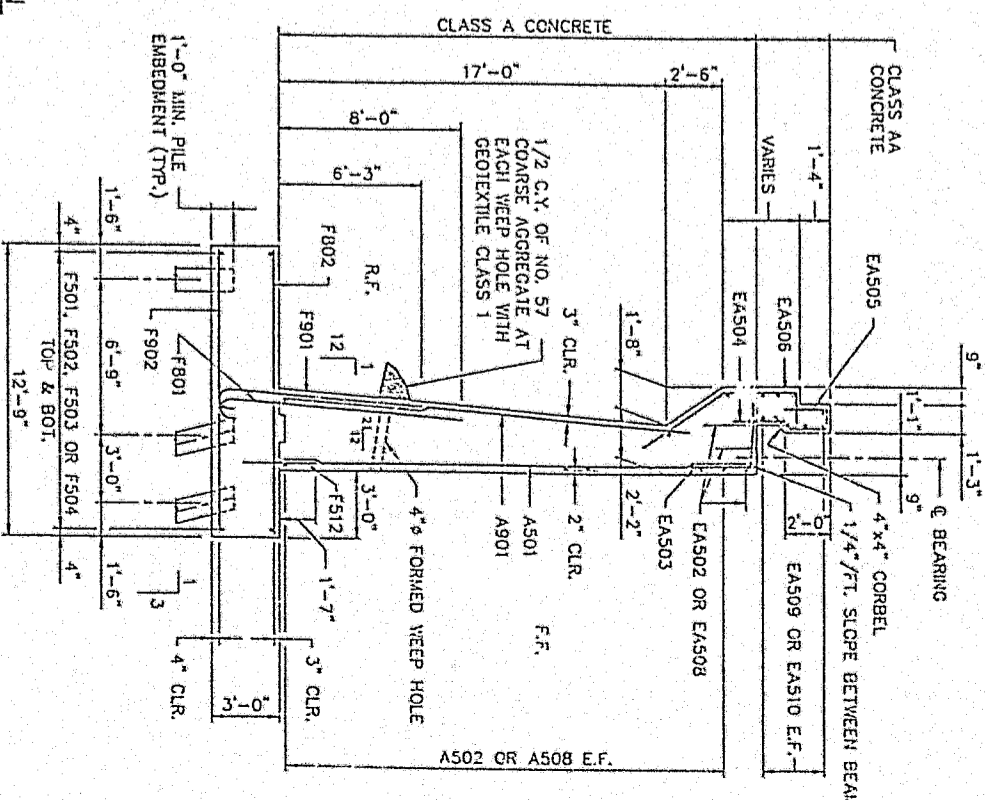 CLASS A CONCRETE
CLASS AA
CONCRETE
17'-0"
2'-6"
1'-4"
VARIES
8'-0"
6'-3"
1'-0" MIN. PILE
EMBEDMENT (TYP.)
1/2 C.Y. OF NO. 57
COARSE AGGREGATE AT
EACH WEEP HOLE WITH
GEOTEXTILE CLASS 1
EA505
EA506
EA504
9"
1'-1"
1'-3"
9"
1'-8"
3" CLR.
R.F.
F802
F901
12
1
1'-6"
4"
F501, F502, F503 OR F504
TOP & BOT.
12'-9"
6'-9"
F902
F801
3'-0"
1'-6"
4"
2
12
4"ø FORMED WEEP HOLE
F512
3'-0"
1'-7"
A901
A501
2" CLR.
2'-2"
EA503
EA502 OR EA508
F.F.
2'-0"
4"x4" CORBEL
1/4"/FT. SLOPE BETWEEN BEA
℄ BEARING
EA509 OR EA510 E.F.
1
3
4" CLR.
3" CLR.
3'-0"
A502 OR A508 E.F.